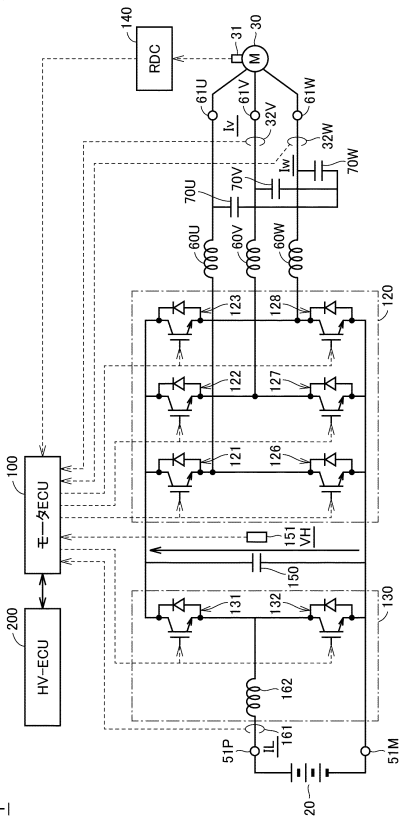 140
RDC
31
30
M
61U
61V
61W
Iv
32V
32W
Iw
70U
70V
70W
60U
60V
60W
100
モータECU
200
HV-ECU
123
128
120
122
127
121
126
151
VH
150
131
132
130
162
161
IL
51P
51M
20